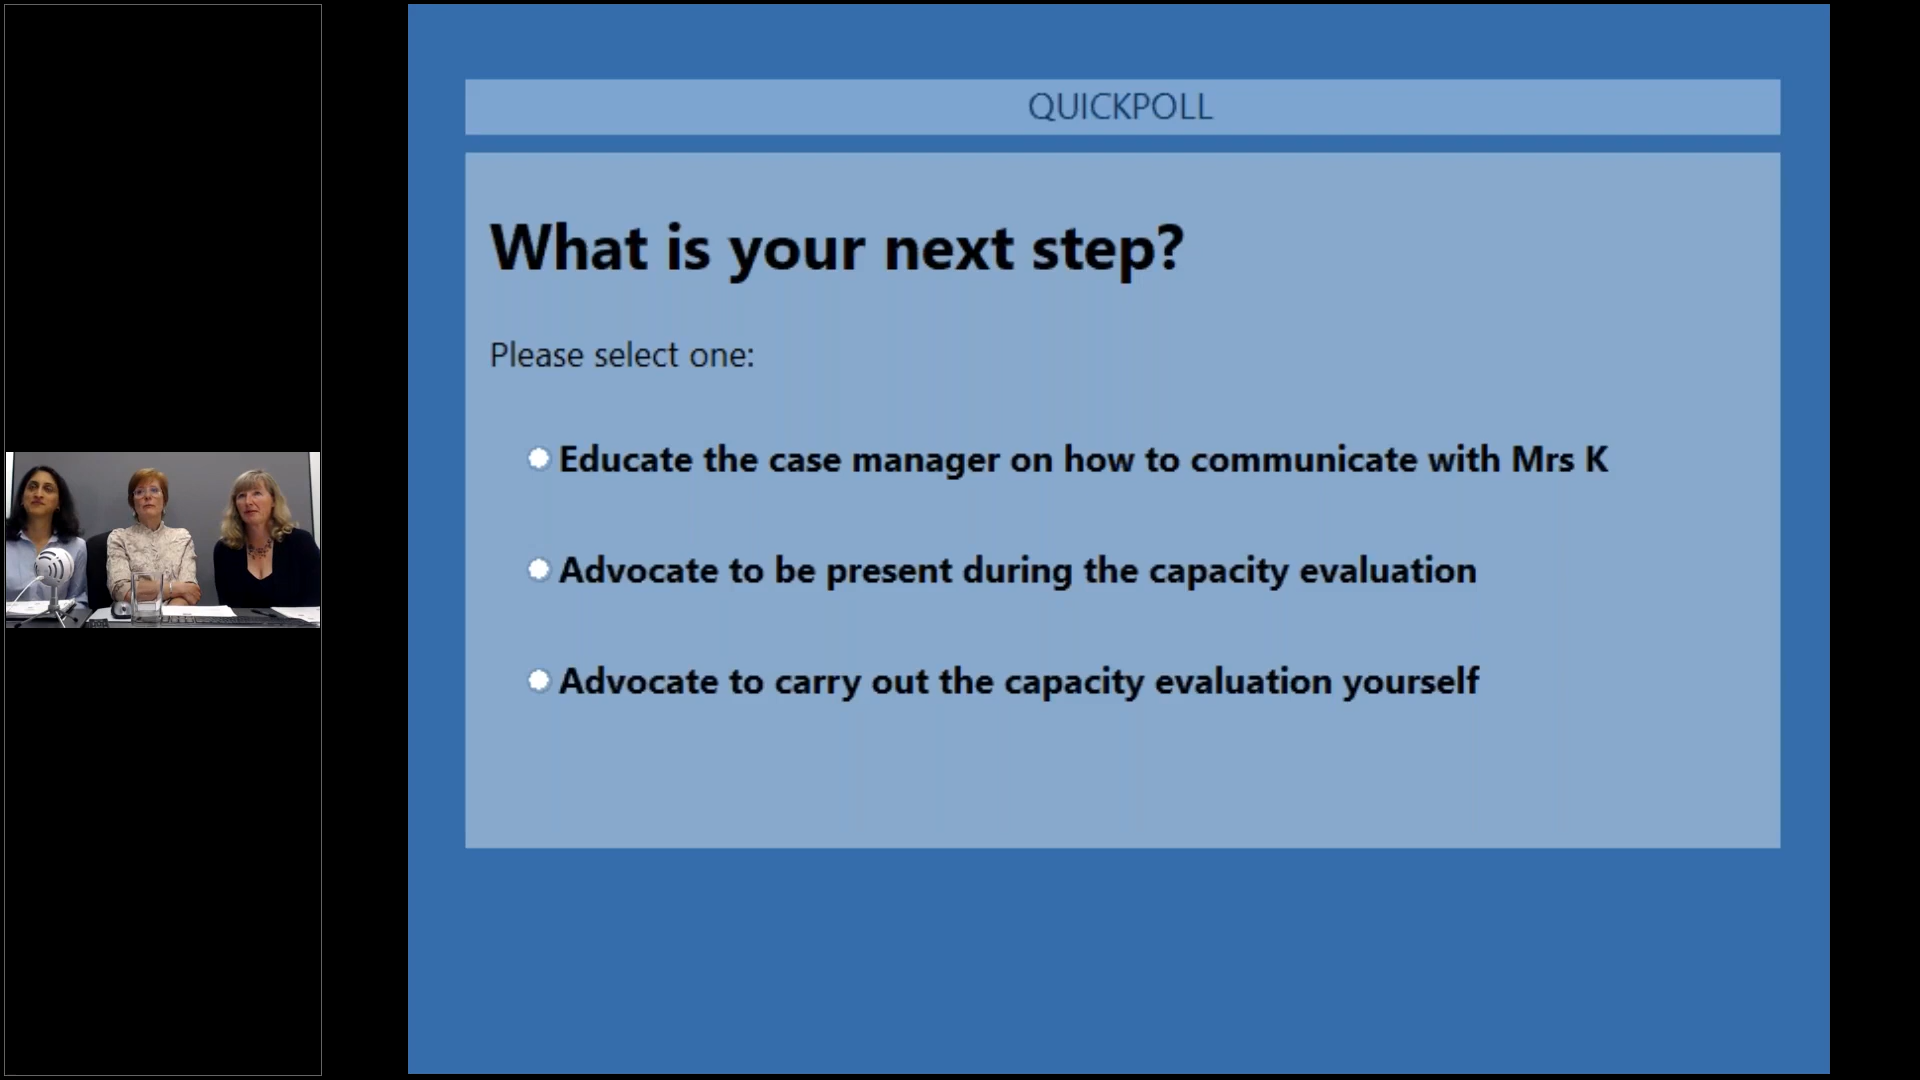 QUICKPOLL
What is your next step?
Please select one:
Educate the case manager on how to communicate with Mrs K
Advocate to be present during the capacity evaluation
Advocate to carry out the capacity evaluation yourself